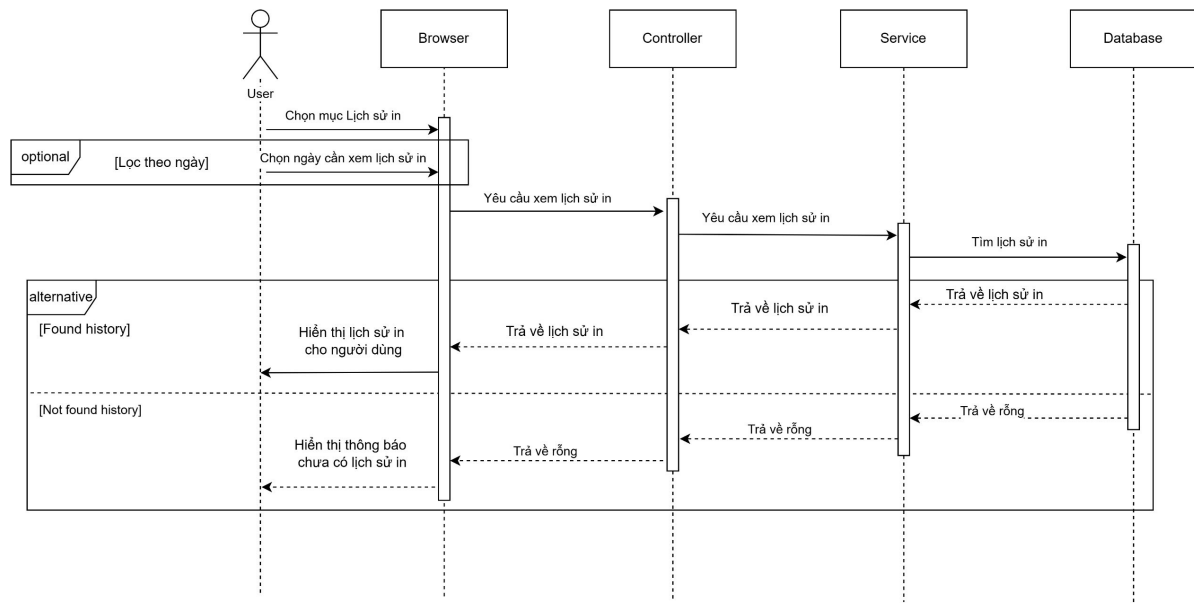 Browser
Controller
Service
Database
User
Chọn mục Lịch sử in
optional
[Lọc theo ngày]
Chọn ngày cần xem lịch sử in
Yêu cầu xem lịch sử in
Yêu cầu xem lịch sử in
Tìm lịch sử in
alternative
[Found history]
Trả về lịch sử in
Trả về lịch sử in
Trả về lịch sử in
Hiển thị lịch sử in
cho người dùng
[Not found history]
Trả về rỗng
Trả về rỗng
Trả về rỗng
Hiển thị thông báo
chưa có lịch sử in